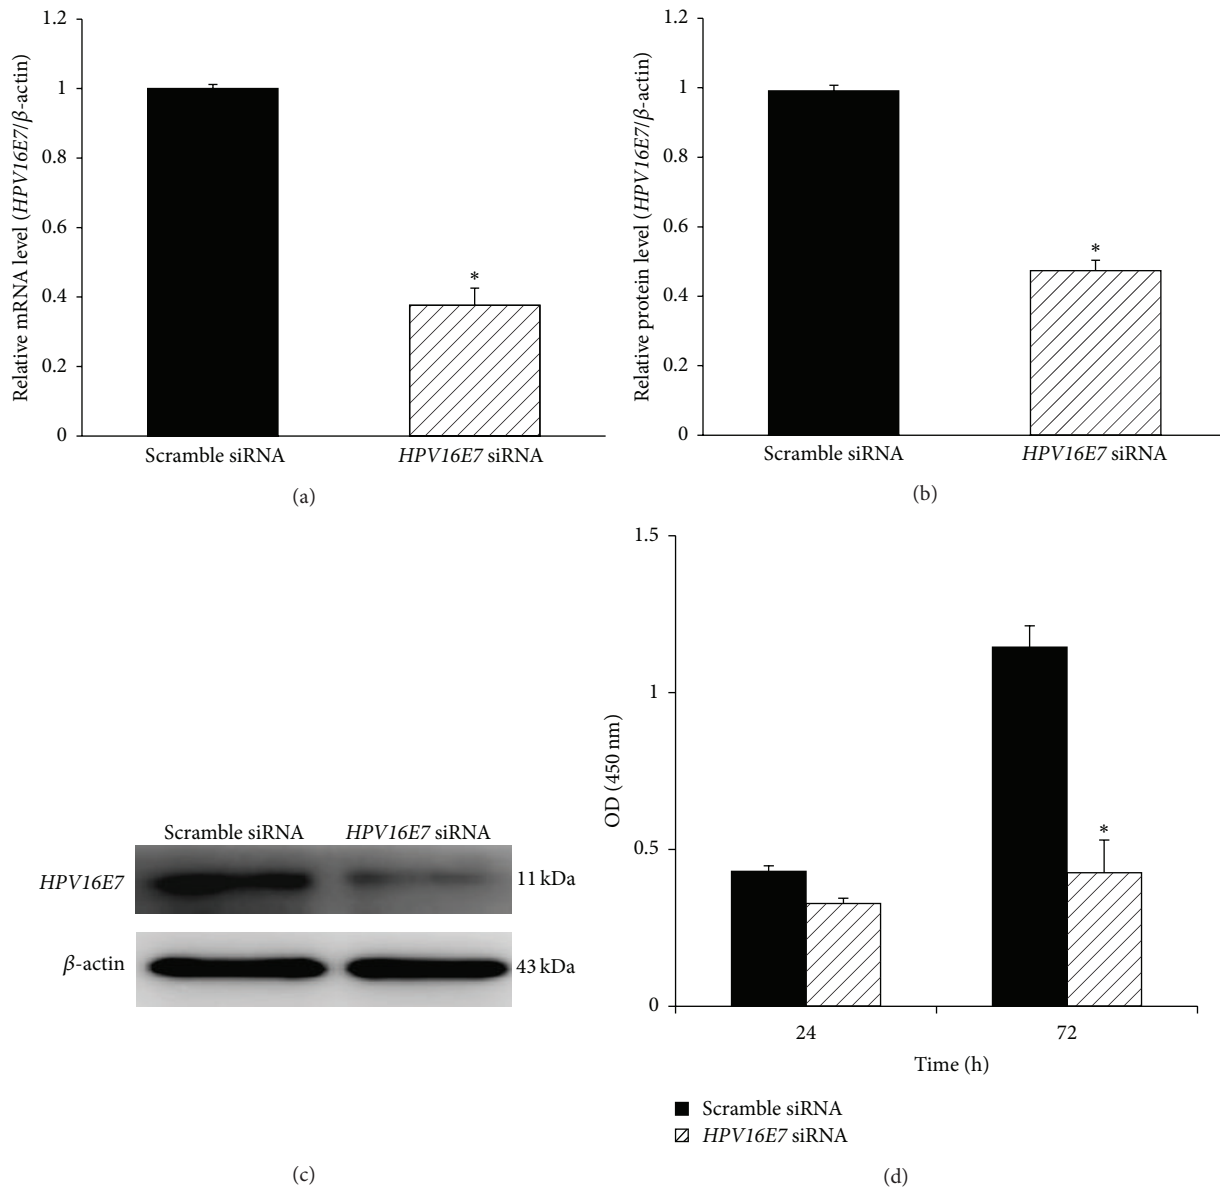 Relative mRNA level (HPV16E7/β-actin)
1.2
1
0.8
0.6
0.4
0.2
0
*
Scramble siRNA
HPV16E7 siRNA
(a)
Relative protein level (HPV16E7/β-actin)
1.2
1
0.8
0.6
0.4
0.2
0
*
Scramble siRNA
HPV16E7 siRNA
(b)
Scramble siRNA
HPV16E7 siRNA
HPV16E7
11 kDa
β-actin
43 kDa
(c)
OD (450 nm)
1.5
1
0.5
0
*
24
72
Time (h)
Scramble siRNA
HPV16E7 siRNA
(d)